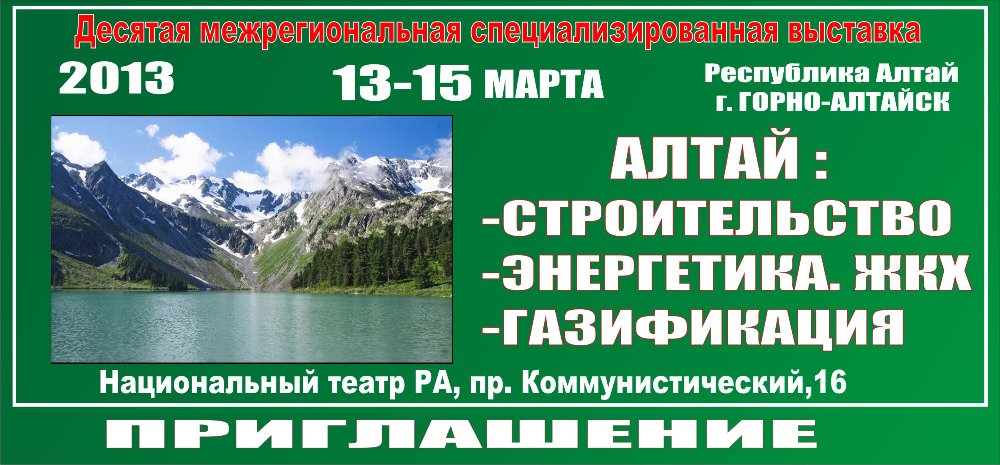 Десятая межрегиональная специализированная выставка
2013
13-15 МАРТА
Республика Алтай
г. ГОРНО-АЛТАЙСК
АЛТАЙ :
-СТРОИТЕЛЬСТВО
-ЭНЕРГЕТИКА. ЖКХ
-ГАЗИФИКАЦИЯ
Национальный театр РА, пр. Коммунистический,16
ПРИГЛАШЕНИЕ